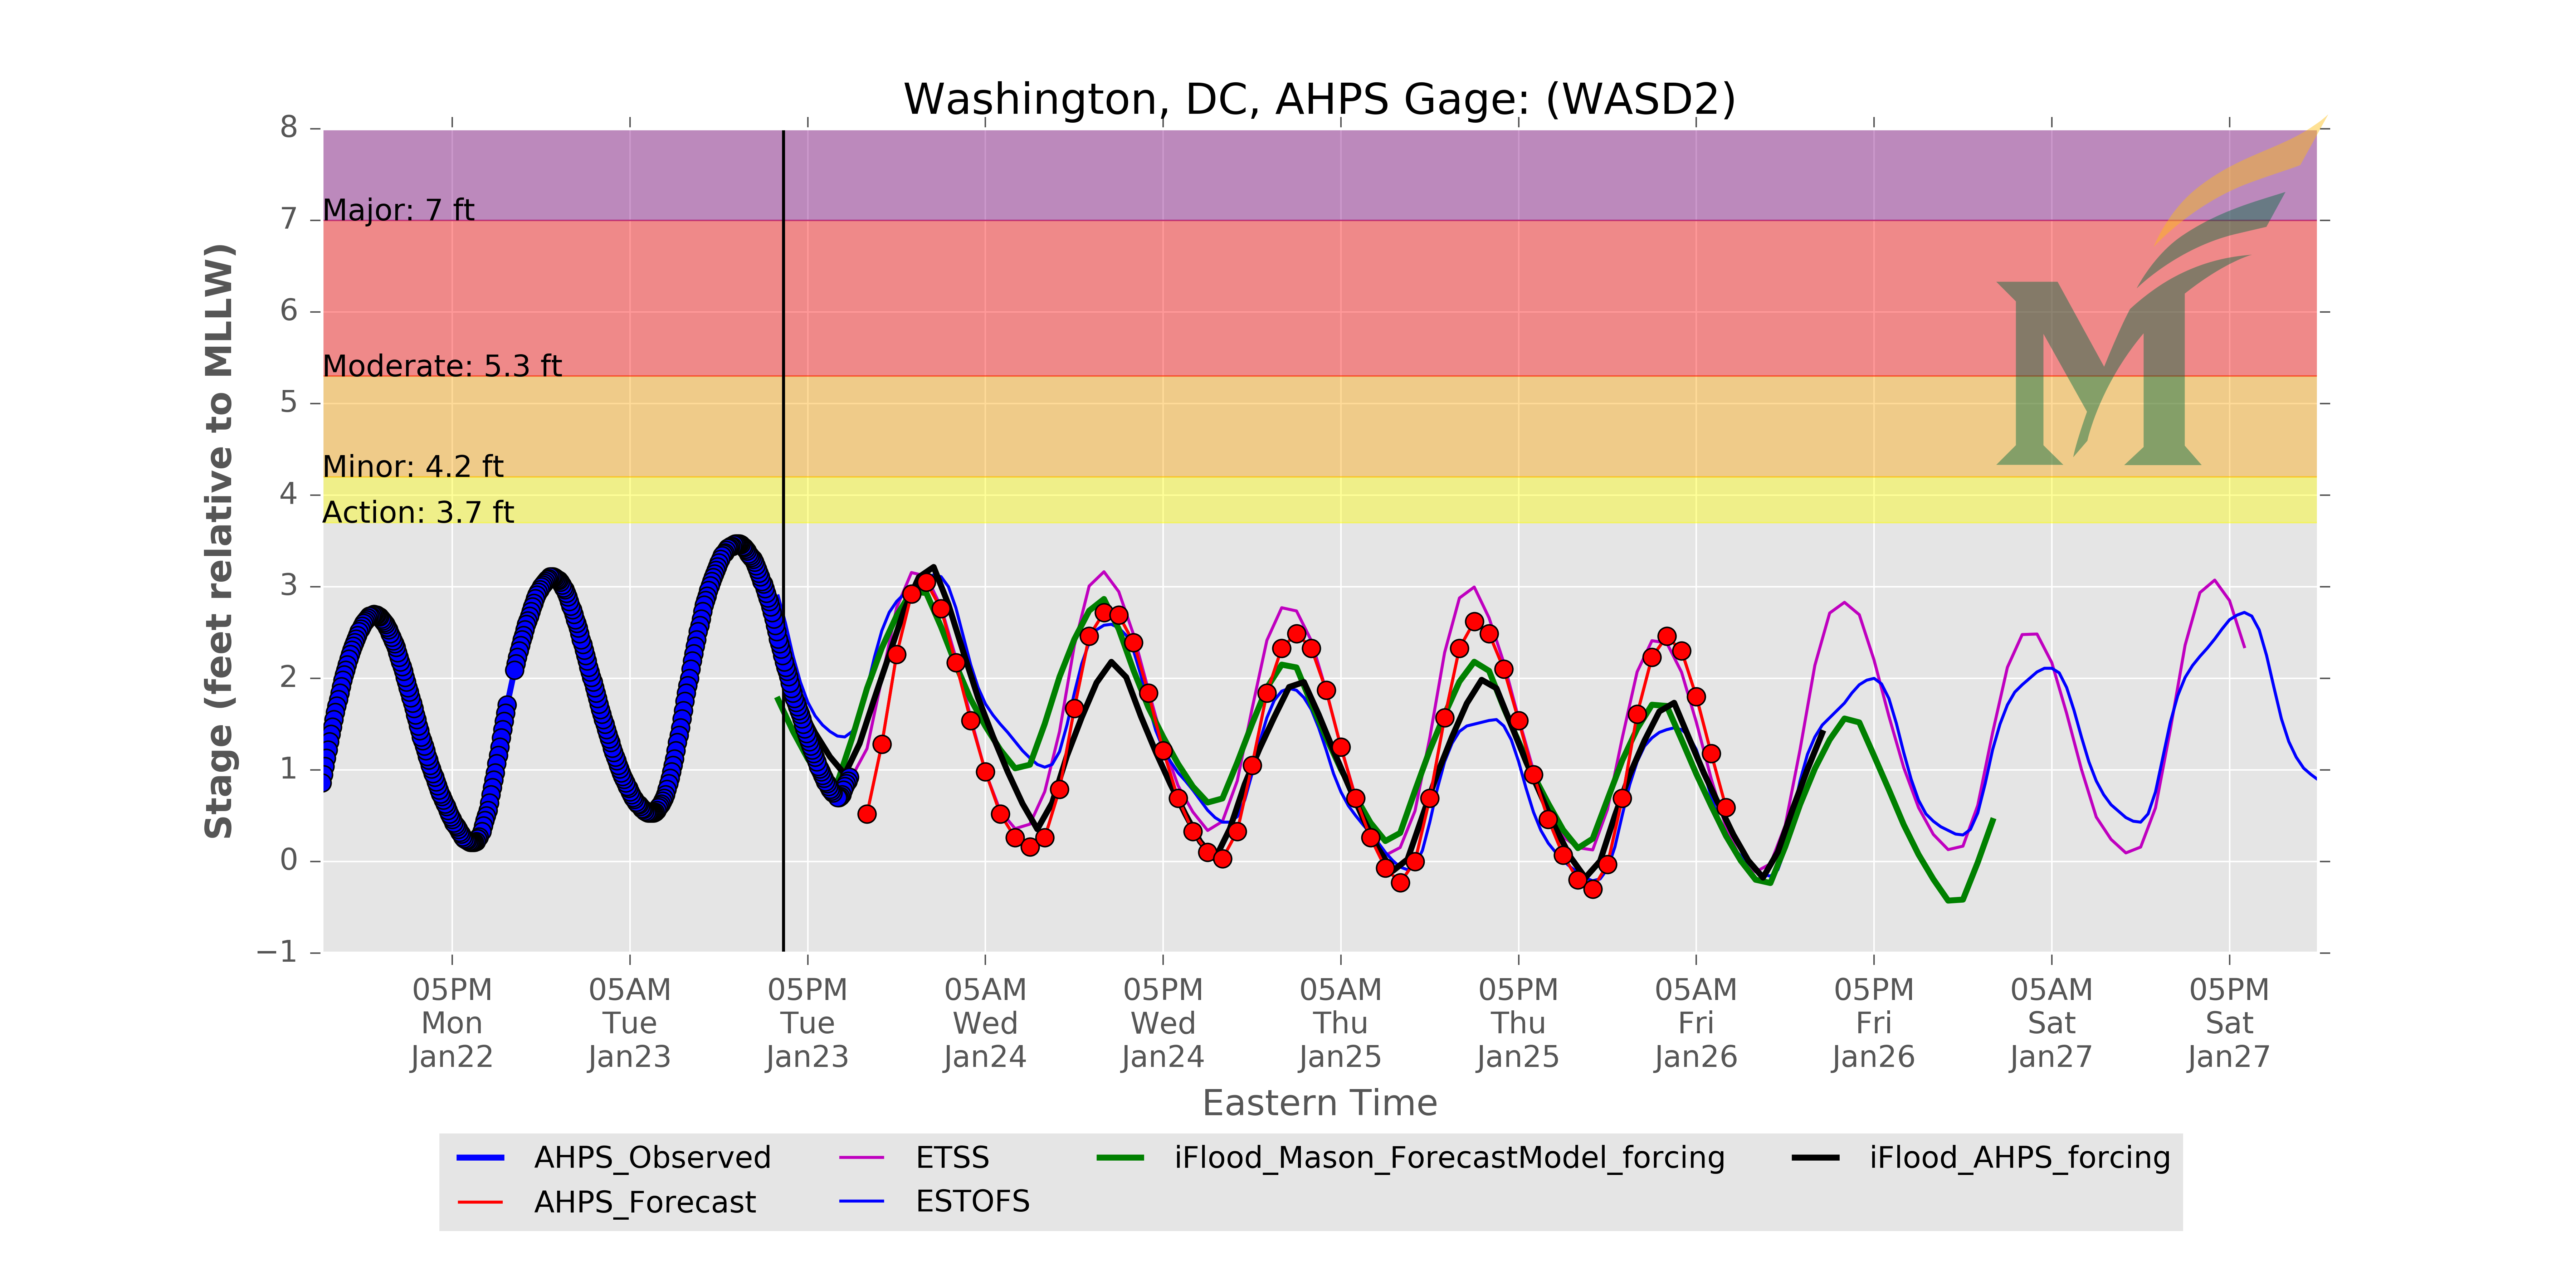 Washington, DC, AHPS Gage: (WASD2)
Stage (feet relative to MLLW)
8
7
6
5
4
3
2
1
0
−1
Major: 7 ft
Moderate: 5.3 ft
Minor: 4.2 ft
Action: 3.7 ft
05PM 05AM 05PM 05AM 05PM 05AM 05PM 05AM 05PM 05AM 05PM
Mon Tue Tue Wed Wed Thu Thu Fri Fri Sat Sat
Jan22 Jan23 Jan23 Jan24 Jan24 Jan25 Jan25 Jan26 Jan26 Jan27 Jan27
Eastern Time
AHPS_Observed ETSS iFlood_Mason_ForecastModel_forcing iFlood_AHPS_forcing
AHPS_Forecast ESTOFS